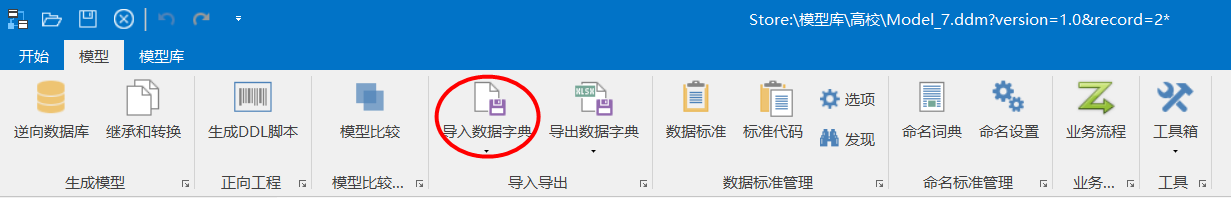 Store:\模型库\高校\Model_7.ddm?version=1.0&record=2*
开始 模型 模型库
逆向数据库 继承和转换 生成DDL脚本 模型比较 导入数据字典 XLSX 导出数据字典 数据标准 标准代码 选项 发现 命名词典 命名设置 业务流程 工具箱
生成模型 正向工程 模型比较... 导入导出 数据标准管理 命名标准管理 业务... 工具